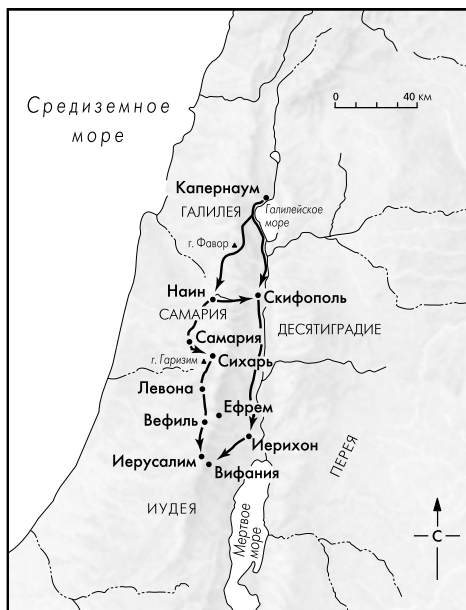 Средиземное
море
0 40 км
Капернаум
ГАЛИЛЕЯ
Галилейское
море
г. Фавор
Наин
Скифополь
САМАРИЯ
ДЕСЯТИГРАДИЕ
Самария
г. Гаризим
Сихарь
Левона
Ефрем
Вефиль
Иерихон
Иерусалим
Вифания
ПЕРЕЯ
ИУДЕЯ
Мертвое
море
С